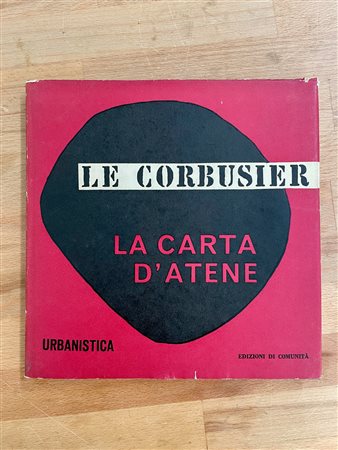 LE CORBUSIER
LA CARTA
D'ATENE
URBANISTICA
EDIZIONI DI COMUNITÀ